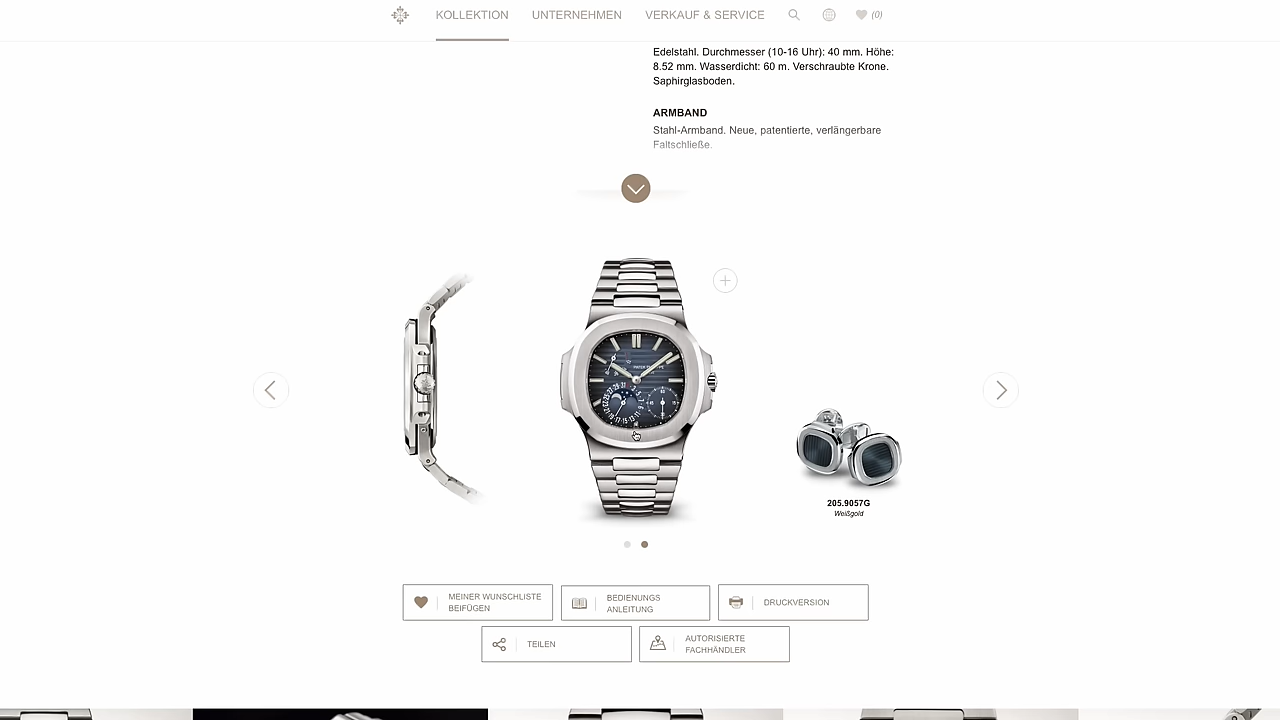 KOLLEKTION UNTERNEHMEN VERKAUF & SERVICE (0)
Edelstahl. Durchmesser (10-16 Uhr): 40 mm. Höhe:
8.52 mm. Wasserdicht: 60 m. Verschraubte Krone.
Saphirglasboden.
ARMBAND
Stahl-Armband. Neue, patentierte, verlängerbare
Faltschließe.
PATEK PHILIPPE
205.9057G
Weißgold
MEINER WUNSCHLISTE
BEIFÜGEN
BEDIENUNGS
ANLEITUNG
DRUCKVERSION
TEILEN
AUTORISIERTE
FACHHÄNDLER